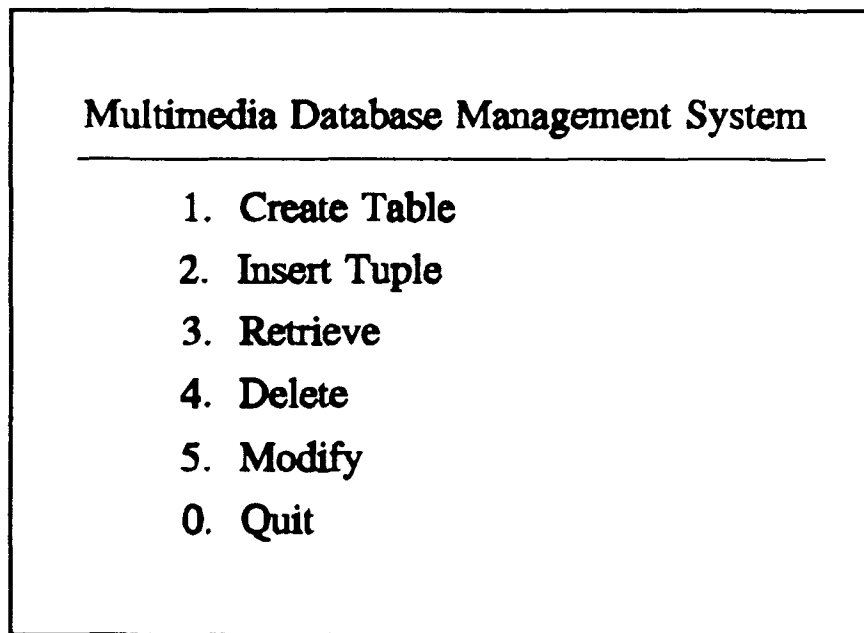 Multimedia Database Management System
1. Create Table
2. Insert Tuple
3. Retrieve
4. Delete
5. Modify
0. Quit